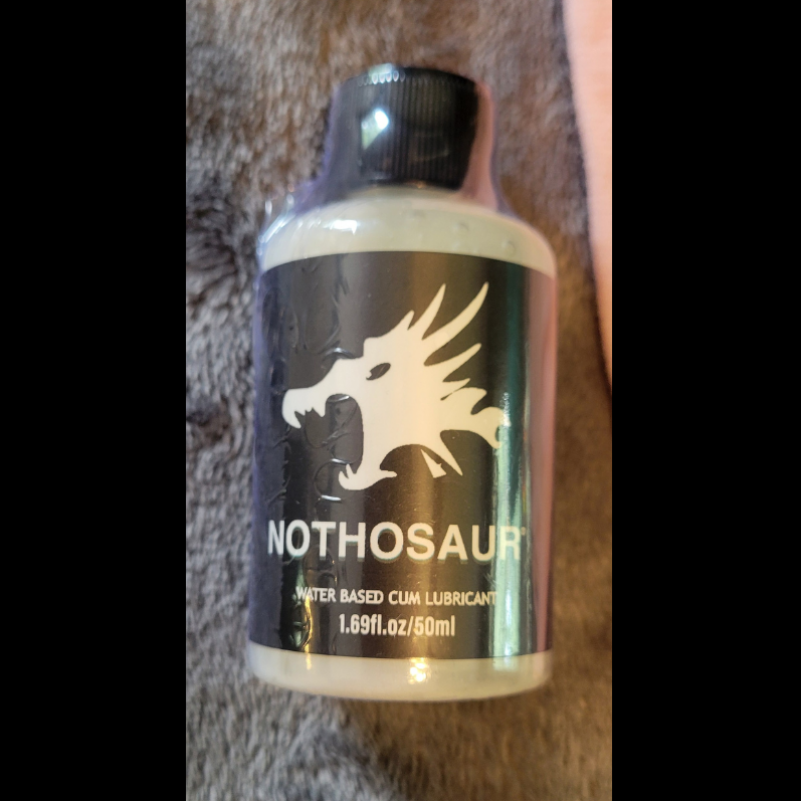 NOTHOSAUR®
WATER BASED CUM LUBRICANT
1.69fl.oz/50ml